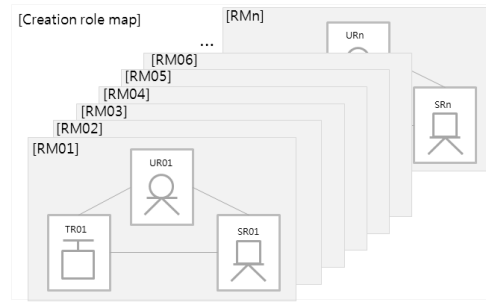 [Creation role map]
[RMn]
...
URn
SRn
[RM06]
[RM05]
[RM04]
[RM03]
[RM02]
[RM01]
UR01
TR01
SR01